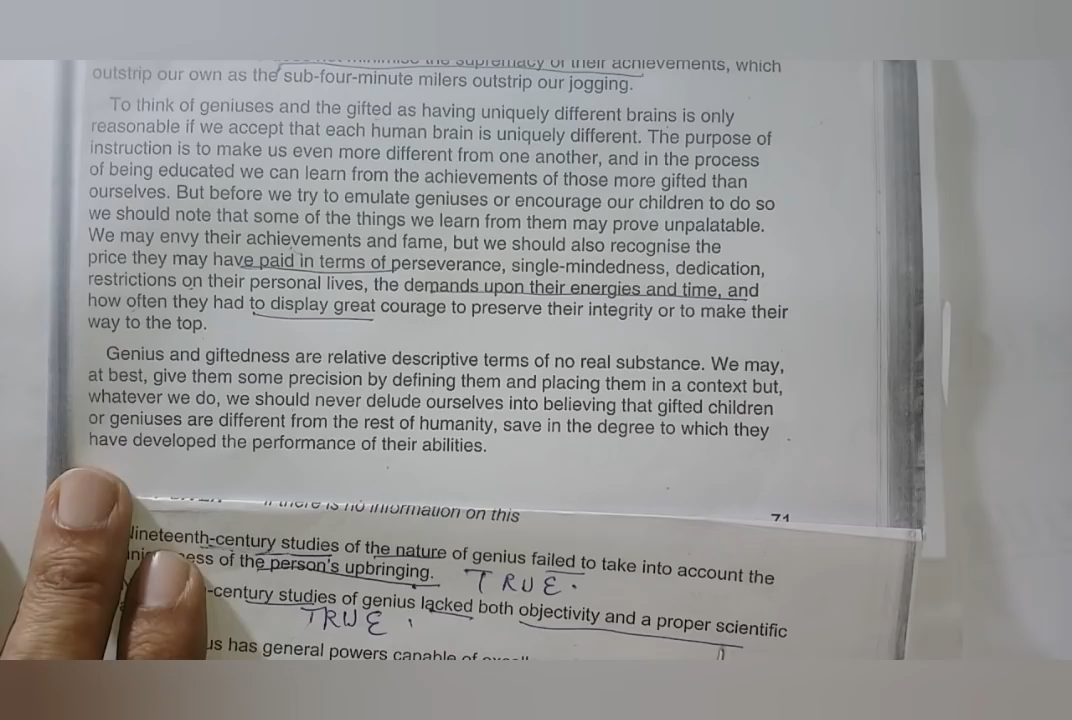 minimise the supremacy of their achievements, which
outstrip our own as the sub-four-minute milers outstrip our jogging.
To think of geniuses and the gifted as having uniquely different brains is only
reasonable if we accept that each human brain is uniquely different. The purpose of
instruction is to make us even more different from one another, and in the process
of being educated we can learn from the achievements of those more gifted than
ourselves. But before we try to emulate geniuses or encourage our children to do so
we should note that some of the things we learn from them may prove unpalatable.
We may envy their achievements and fame, but we should also recognise the
price they may have paid in terms of perseverance, single-mindedness, dedication,
restrictions on their personal lives, the demands upon their energies and time, and
how often they had to display great courage to preserve their integrity or to make their
way to the top.
Genius and giftedness are relative descriptive terms of no real substance. We may,
at best, give them some precision by defining them and placing them in a context but,
whatever we do, we should never delude ourselves into believing that gifted children
or geniuses are different from the rest of humanity, save in the degree to which they
have developed the performance of their abilities.
if there is no information on this
71
Nineteenth-century studies of the nature of genius failed to take into account the
of the person's upbringing. TRUE.
-century studies of genius lacked both objectivity and a proper scientific
TRUE.
has general powers capable of